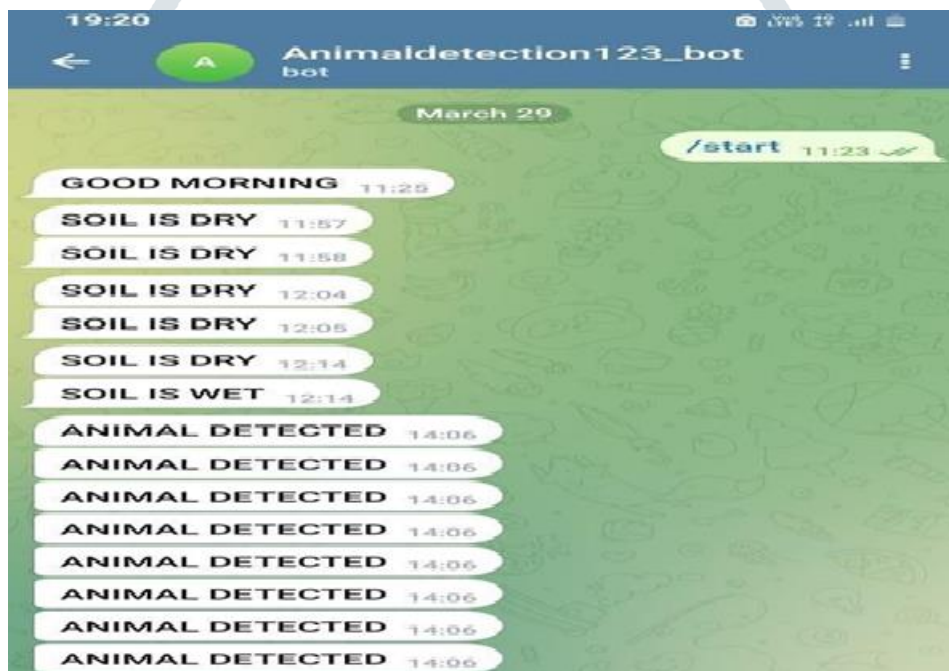 19:20
Animaldetection123_bot
A
bot
March 29
/start 11:23
GOOD MORNING 11:25
SOIL IS DRY 11:57
SOIL IS DRY 11:58
SOIL IS DRY 12:04
SOIL IS DRY 12:05
SOIL IS DRY 12:14
SOIL IS WET 12:14
ANIMAL DETECTED 14:06
ANIMAL DETECTED 14:06
ANIMAL DETECTED 14:06
ANIMAL DETECTED 14:06
ANIMAL DETECTED 14:06
ANIMAL DETECTED 14:06
ANIMAL DETECTED 14:06
ANIMAL DETECTED 14:06